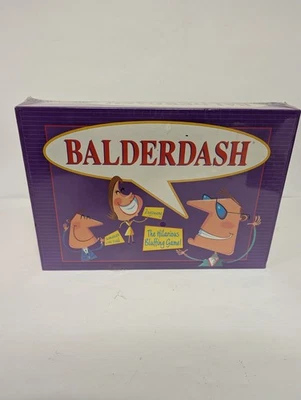 BALDERDASH
The Hilarious
Bluffing Game!